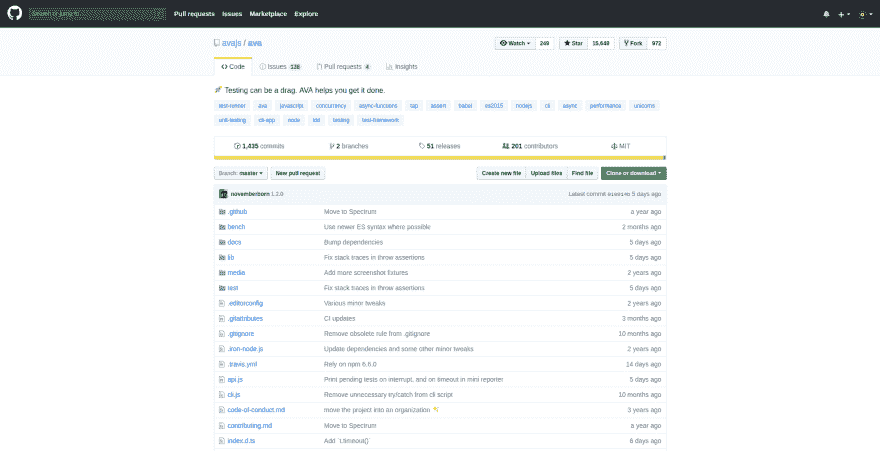 Search or jump to...
Pull requests Issues Marketplace Explore
avajs / ava
Watch 249 Star 15,648 Fork 972
Code Issues 138 Pull requests 4 Insights
🚀 Testing can be a drag. AVA helps you get it done.
test-runner ava javascript concurrency async-functions tap assert babel es2015 nodejs cli async performance unicorns
unit-testing cli-app node tdd testing test-framework
1,435 commits 2 branches 51 releases 201 contributors MIT
Branch: master New pull request Create new file Upload files Find file Clone or download
novemberborn 1.2.0 Latest commit 5 days ago
.github Move to Spectrum a year ago
bench Use newer ES syntax where possible 2 months ago
docs Bump dependencies 5 days ago
lib Fix stack traces in throw assertions 5 days ago
media Add more screenshot fixtures 2 years ago
test Fix stack traces in throw assertions 5 days ago
.editorconfig Various minor tweaks 2 years ago
.gitattributes CI updates 3 months ago
.gitignore Remove obsolete rule from .gitignore 10 months ago
.iron-node.js Update dependencies and some other minor tweaks 2 years ago
.travis.yml Rely on npm 6.6.0 14 days ago
api.js Print pending tests on interrupt, and on timeout in mini reporter 5 days ago
cli.js Remove unnecessary try/catch from cli script 10 months ago
code-of-conduct.md move the project into an organization ✨ 3 years ago
contributing.md Move to Spectrum a year ago
index.d.ts Add `t.timeout()` 6 days ago